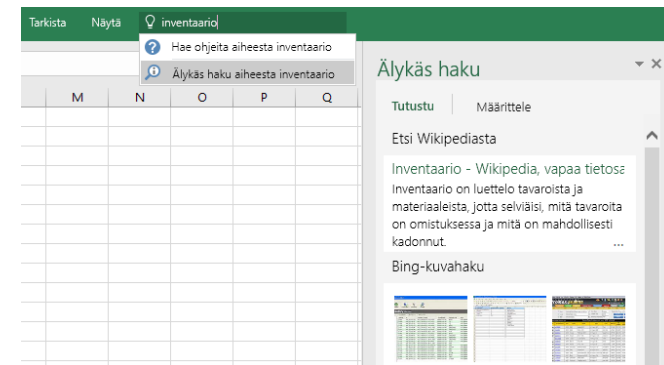 Tarkista Näytä inventaario
Hae ohjeita aiheesta inventaario
Älykäs haku aiheesta inventaario
M N O P Q
Älykäs haku
Tutustu Määrittele
Etsi Wikipediasta
Inventaario - Wikipedia, vapaa tietosa
Inventaario on luettelo tavaroista ja
materiaaleista, jotta selviäisi, mitä tavaroita
on omistuksessa ja mitä on mahdollisesti
kadonnut. ...
Bing-kuvahaku